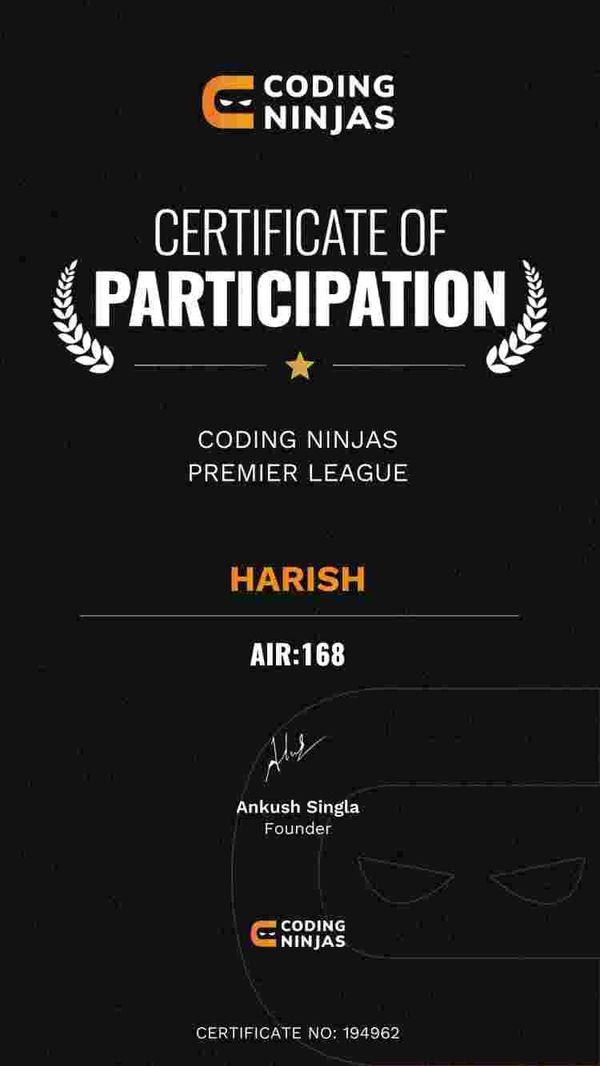 CODING
NINJAS
CERTIFICATE OF
PARTICIPATION
CODING NINJAS
PREMIER LEAGUE
HARISH
AIR:168
Ankush Singla
Founder
CODING
NINJAS
CERTIFICATE NO: 194962